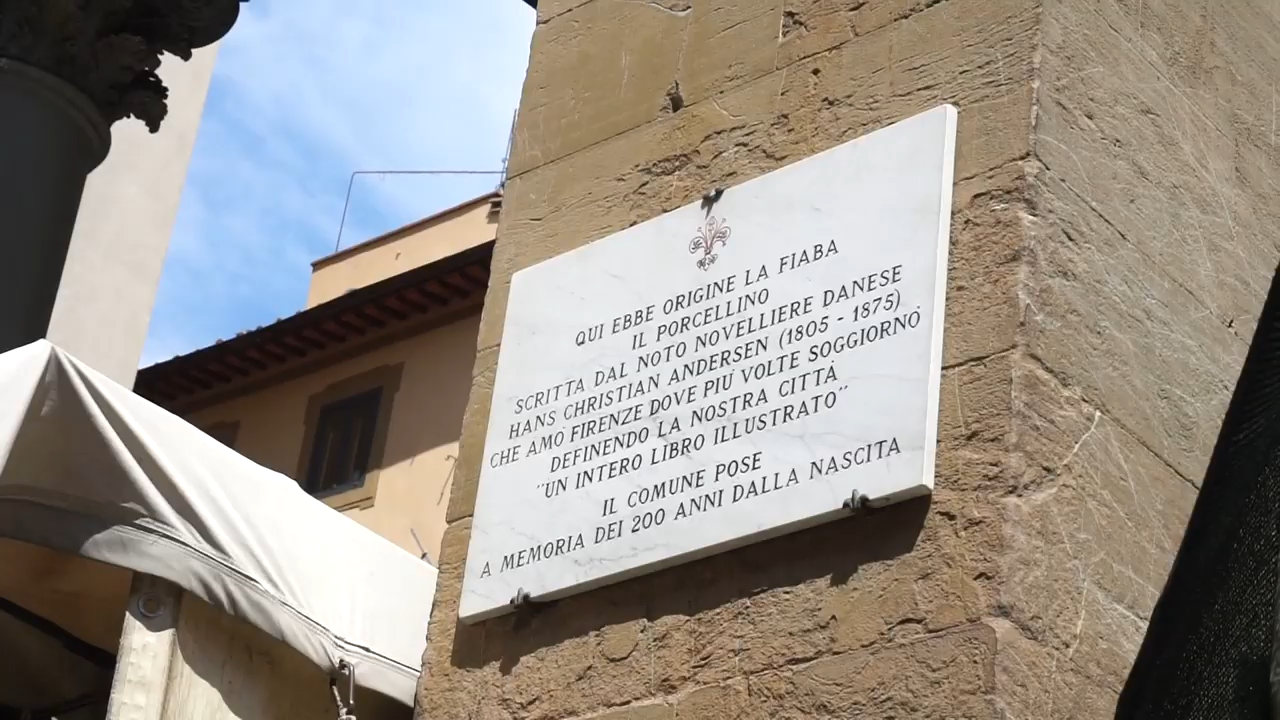 QUI EBBE ORIGINE LA FIABA
IL PORCELLINO
SCRITTA DAL NOTO NOVELLIERE DANESE
HANS CHRISTIAN ANDERSEN (1805 - 1875)
CHE AMÒ FIRENZE DOVE PIÙ VOLTE SOGGIORNÒ
DEFINENDO LA NOSTRA CITTÀ
"UN INTERO LIBRO ILLUSTRATO"
IL COMUNE POSE
A MEMORIA DEI 200 ANNI DALLA NASCITA